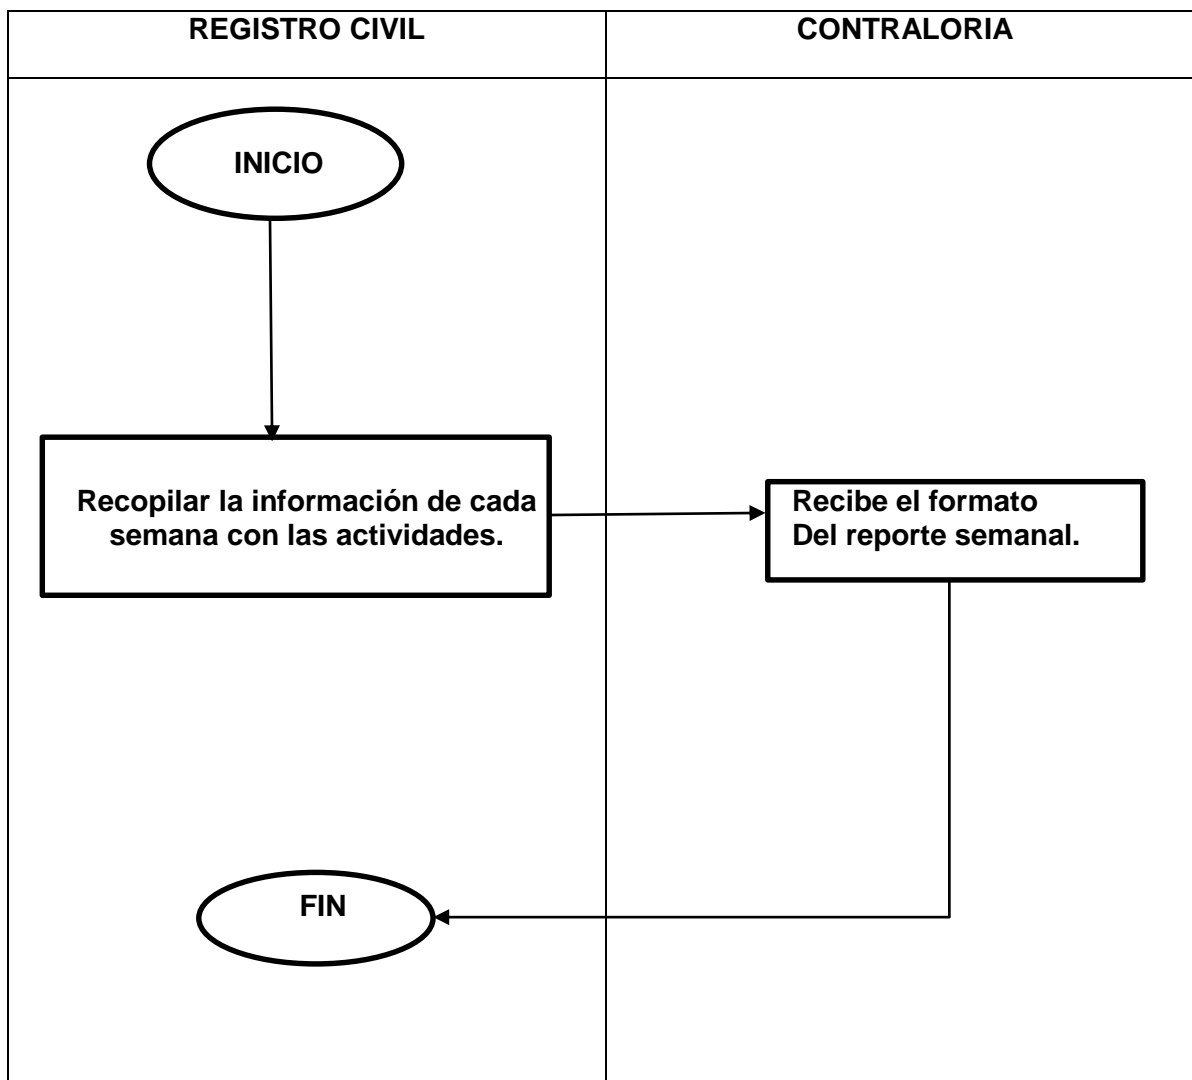 REGISTRO CIVIL
CONTRALORIA
INICIO
Recopilar la información de cada
semana con las actividades.
Recibe el formato
Del reporte semanal.
FIN